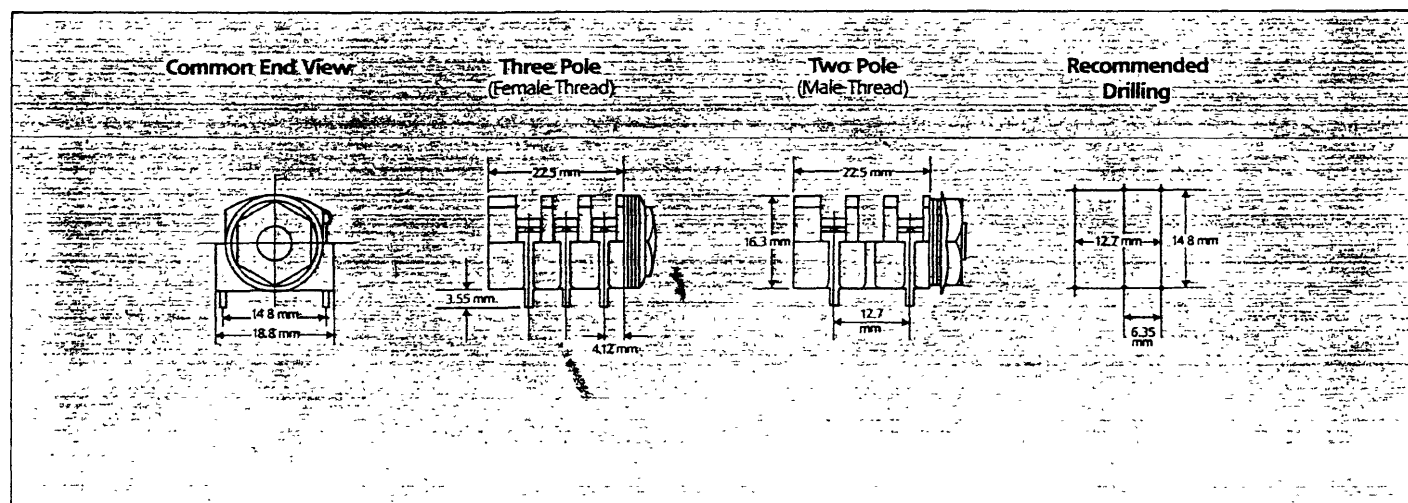 Common End View
Three Pole
(Female Thread)
Two Pole
(Male Thread)
Recommended
Drilling
22.5 mm
22.5 mm
16.3 mm
12.7 mm
14.8 mm
3.55 mm
14.8 mm
18.8 mm
4.12 mm
12.7
mm
6.35
mm